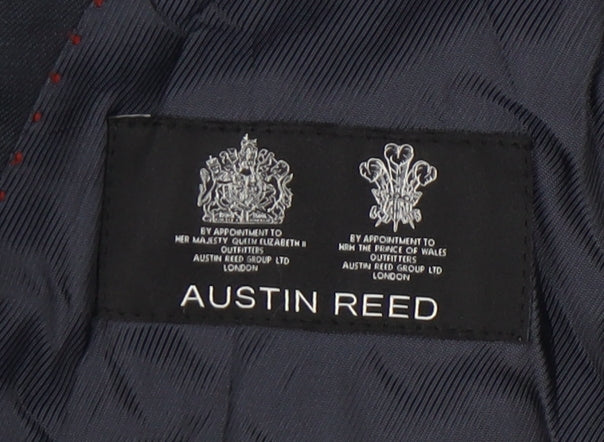 BY APPOINTMENT TO
HER MAJESTY QUEEN ELIZABETH II
OUTFITTERS
AUSTIN REED GROUP LTD
LONDON
BY APPOINTMENT TO
HRH THE PRINCE OF WALES
OUTFITTERS
AUSTIN REED GROUP LTD
LONDON
AUSTIN REED